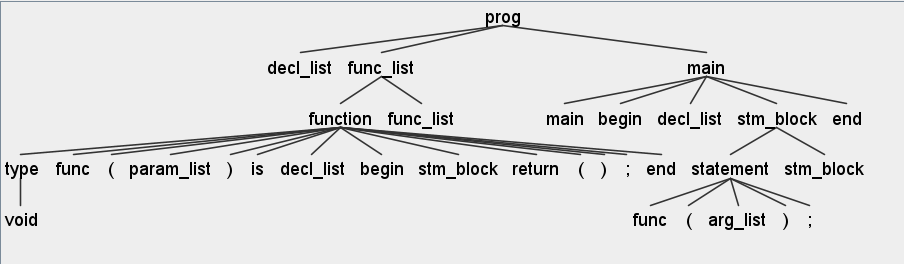 prog
decl_list func_list main
function func_list main begin decl_list stm_block end
type func ( param_list ) is decl_list begin stm_block return ( ) ; end statement stm_block
void func ( arg_list ) ;